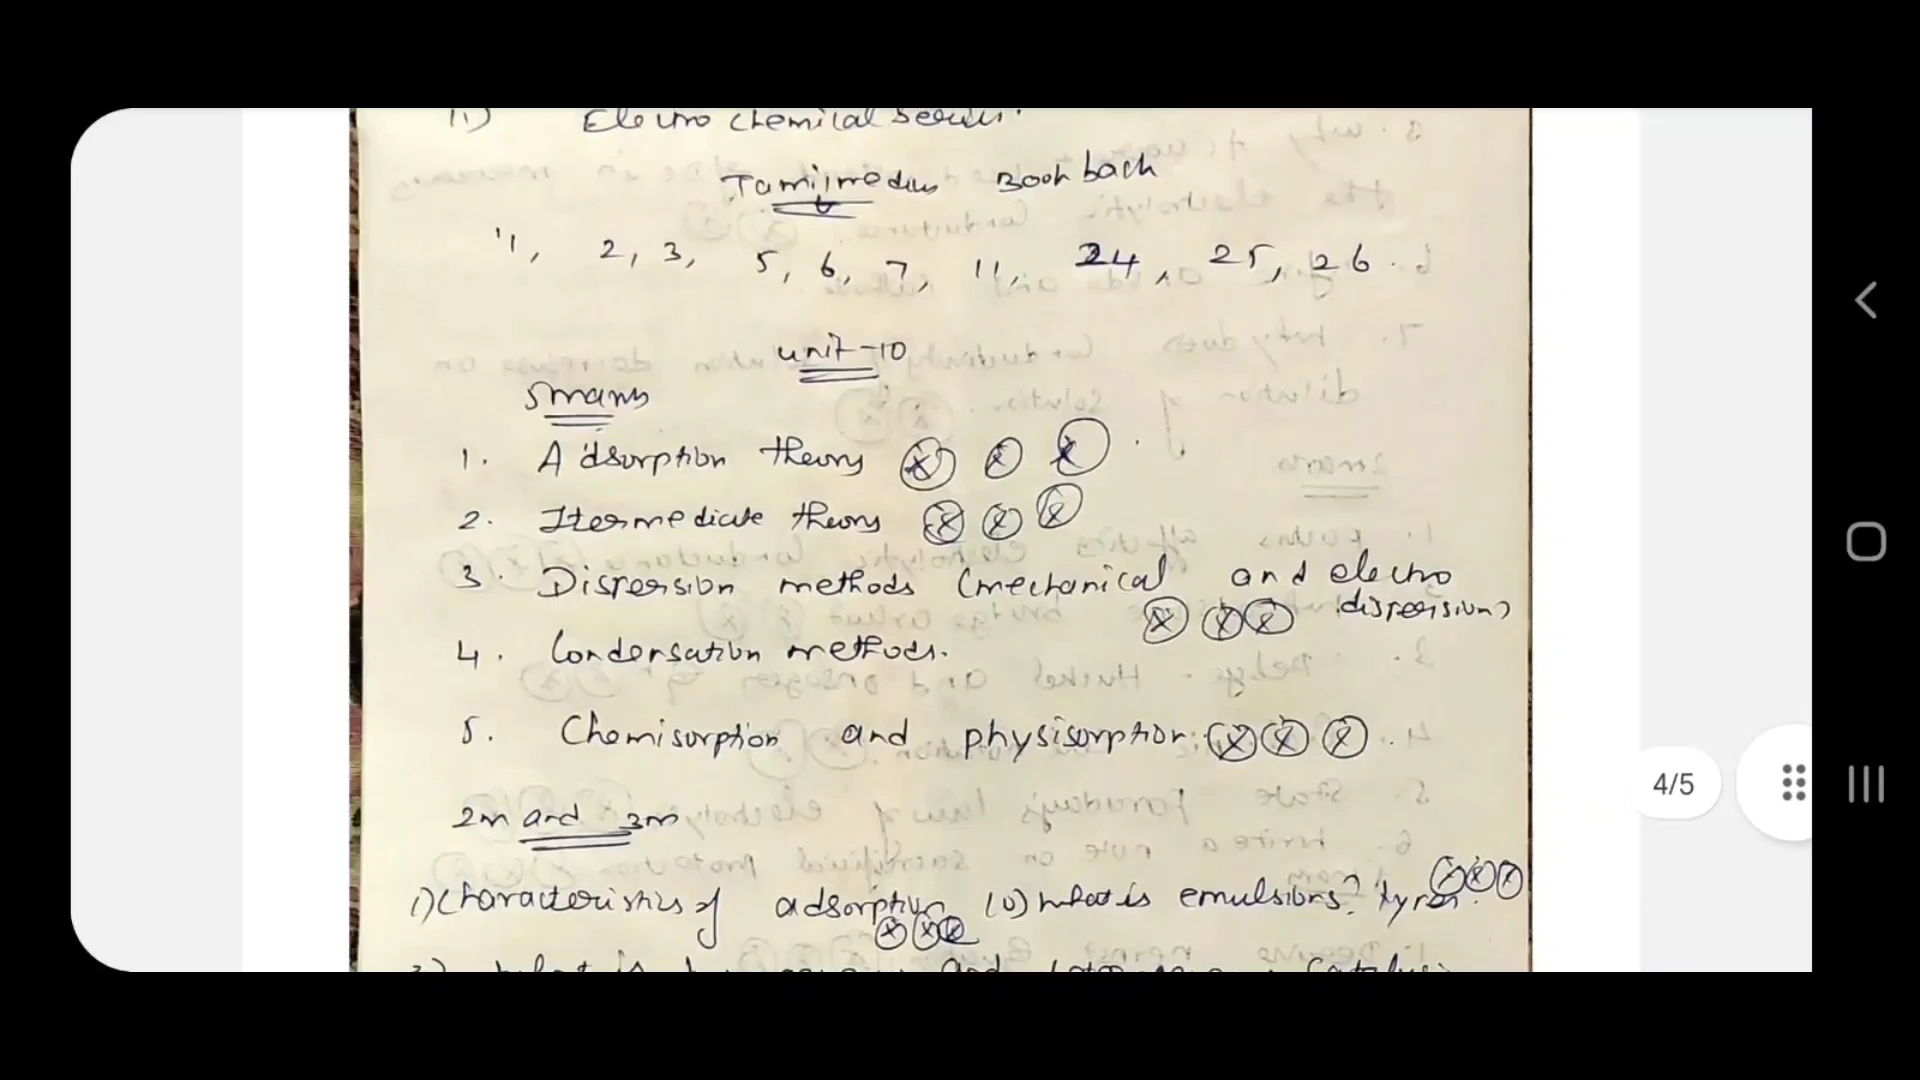 11) Electro chemical series.
Tamilmedium Book back
1, 2, 3, 5, 6, 7, 11, 24, 25, 26.
unit-10
5marks
1. Adsorption theory
2. Itermediate theory
3. Dispersion methods (mechanical and electro
dispersion)
4. Condensation methods.
5. Chemisorption and physisorption.
2m and 3m
1) Characteristics of adsorption (ii) What is emulsions? types.
4/5